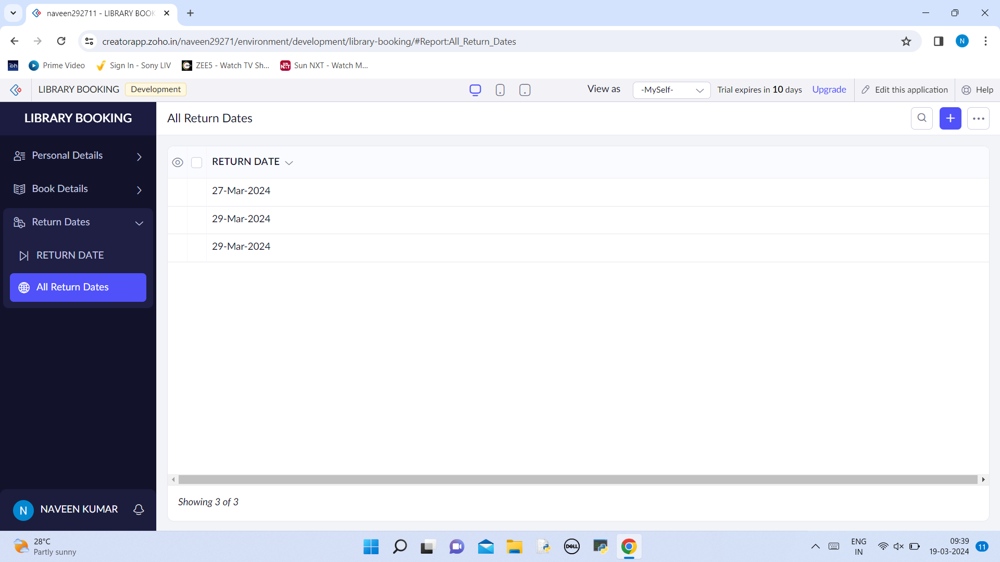 naveen292711 - LIBRARY BOOK
creatorapp.zoho.in/naveen29271/environment/development/library-booking/#Report:All_Return_Dates
N
Dh
Prime Video
Sign In - Sony LIV
ZEE5 - Watch TV Sh...
SUN NXT
Sun NXT - Watch M...
LIBRARY BOOKING
Development
View as
-MySelf-
Trial expires in 10 days
Upgrade
Edit this application
Help
LIBRARY BOOKING
All Return Dates
Personal Details
Book Details
Return Dates
RETURN DATE
All Return Dates
RETURN DATE
27-Mar-2024
29-Mar-2024
29-Mar-2024
Showing 3 of 3
N
NAVEEN KUMAR
28°C
Partly sunny
DELL
ENG
IN
09:39
19-03-2024
11